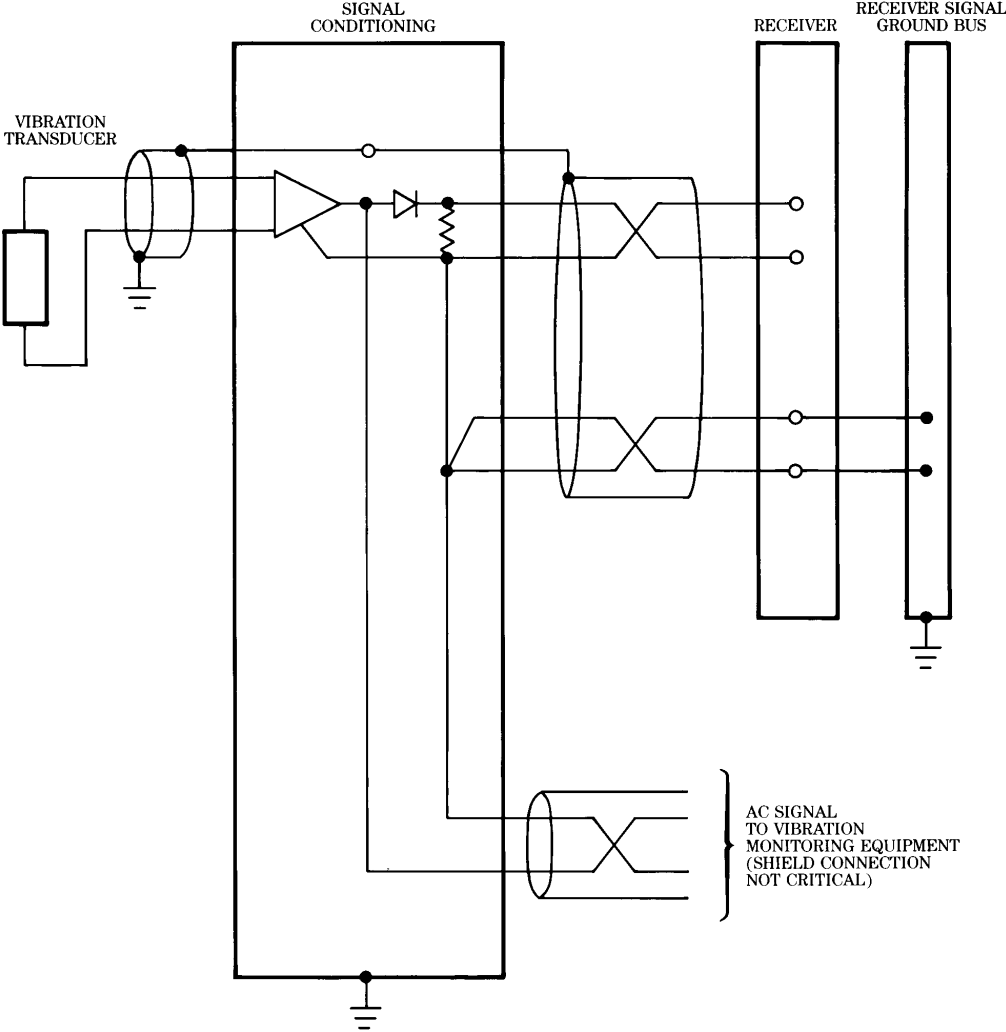 SIGNAL
CONDITIONING
RECEIVER
RECEIVER SIGNAL
GROUND BUS
VIBRATION
TRANSDUCER
AC SIGNAL
TO VIBRATION
MONITORING EQUIPMENT
(SHIELD CONNECTION
NOT CRITICAL)